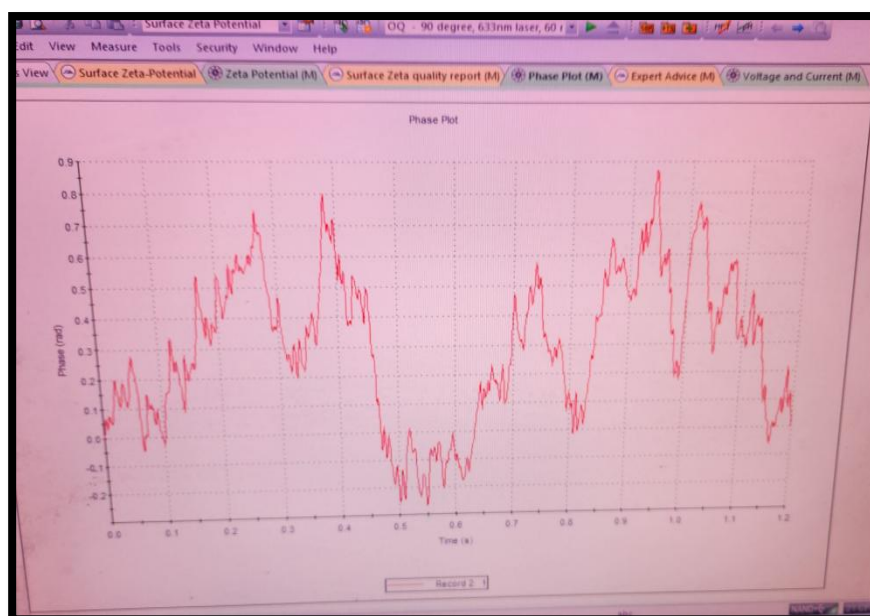 Surface Zeta Potential OQ - 90 degree, 633nm laser, 60
Edit View Measure Tools Security Window Help
s View Surface Zeta-Potential Zeta Potential (M) Surface Zeta quality report (M) Phase Plot (M) Expert Advice (M) Voltage and Current (M)
Phase Plot
Phase (rad)
0.9
0.8
0.7
0.6
0.5
0.4
0.3
0.2
0.1
0.0
-0.1
-0.2
0.0 0.1 0.2 0.3 0.4 0.5 0.6 0.7 0.8 0.9 1.0 1.1 1.2
Time (s)
Record 2